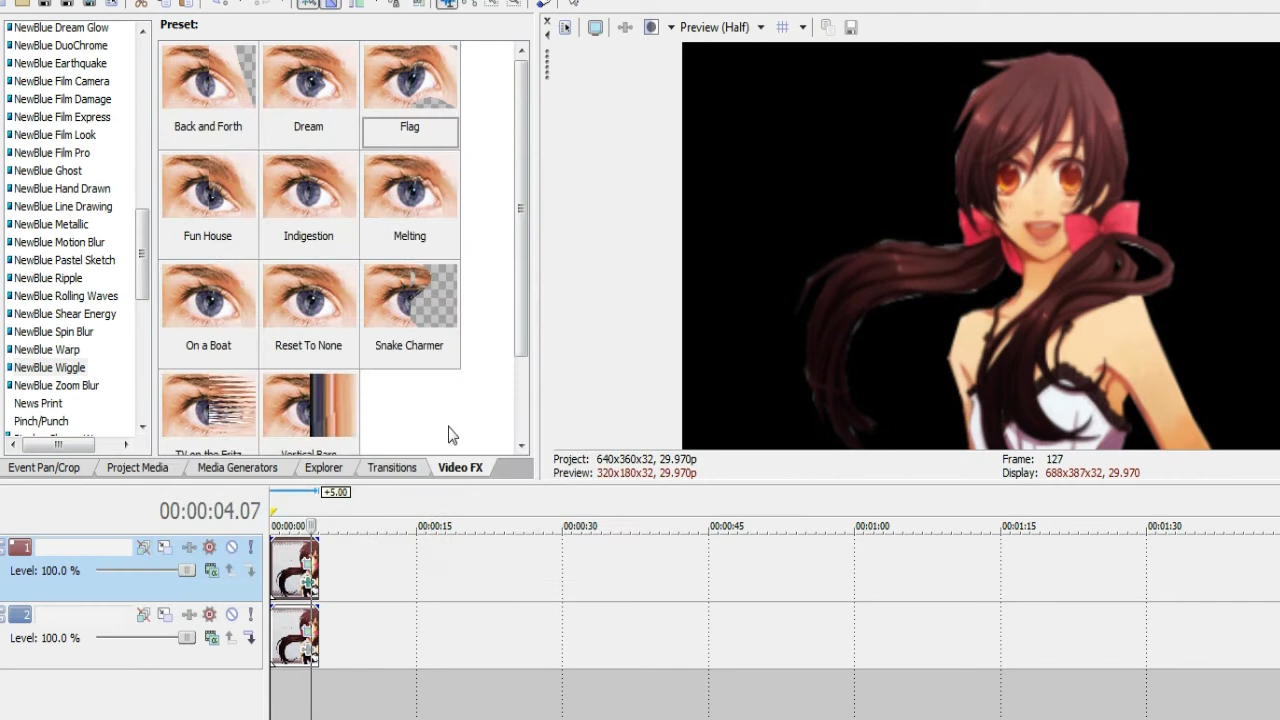 NewBlue Dream Glow
NewBlue DuoChrome
NewBlue Earthquake
NewBlue Film Camera
NewBlue Film Damage
NewBlue Film Express
NewBlue Film Look
NewBlue Film Pro
NewBlue Ghost
NewBlue Hand Drawn
NewBlue Line Drawing
NewBlue Metallic
NewBlue Motion Blur
NewBlue Pastel Sketch
NewBlue Ripple
NewBlue Rolling Waves
NewBlue Shear Energy
NewBlue Spin Blur
NewBlue Warp
NewBlue Wiggle
NewBlue Zoom Blur
News Print
Pinch/Punch
Preset:
Back and Forth
Dream
Flag
Fun House
Indigestion
Melting
On a Boat
Reset To None
Snake Charmer
TV on the Fritz
Vertical Bars
Event Pan/Crop
Project Media
Media Generators
Explorer
Transitions
Video FX
Preview (Half)
Project: 640x360x32, 29.970p
Preview: 320x180x32, 29.970p
Frame: 127
Display: 688x387x32, 29.970
00:00:04.07
+5.00
00:00:00
00:00:15
00:00:30
00:00:45
00:01:00
00:01:15
00:01:30
1
Level: 100.0 %
2
Level: 100.0 %